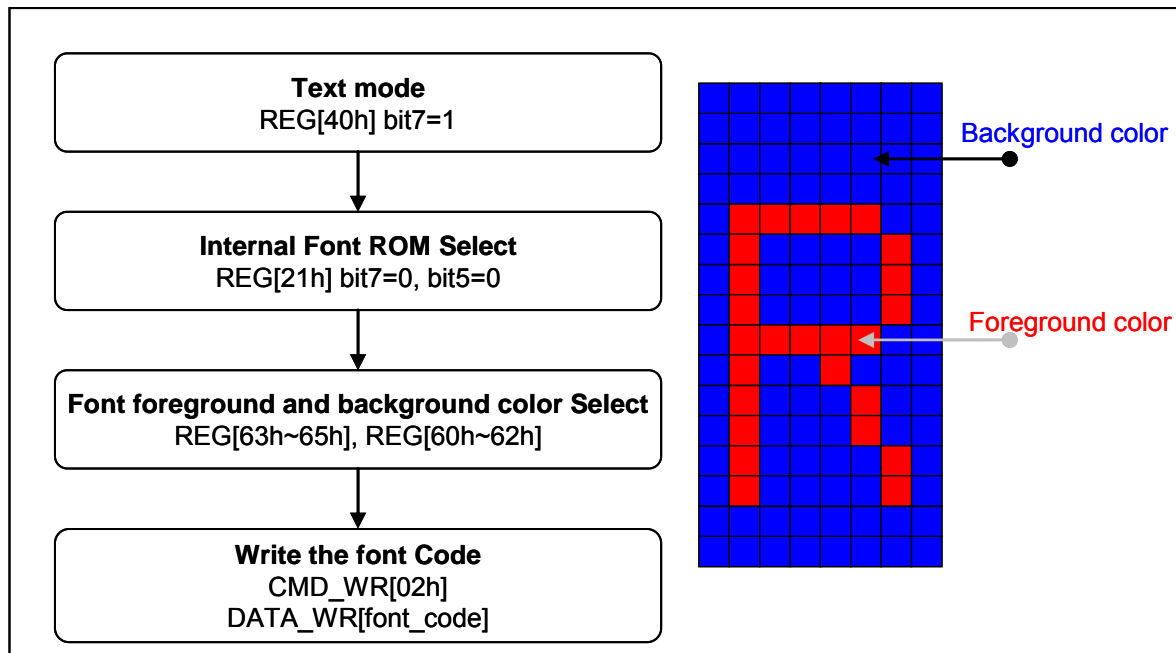 Text mode
REG[40h] bit7=1
Internal Font ROM Select
REG[21h] bit7=0, bit5=0
Font foreground and background color Select
REG[63h~65h], REG[60h~62h]
Write the font Code
CMD_WR[02h]
DATA_WR[font_code]
Background color
Foreground color